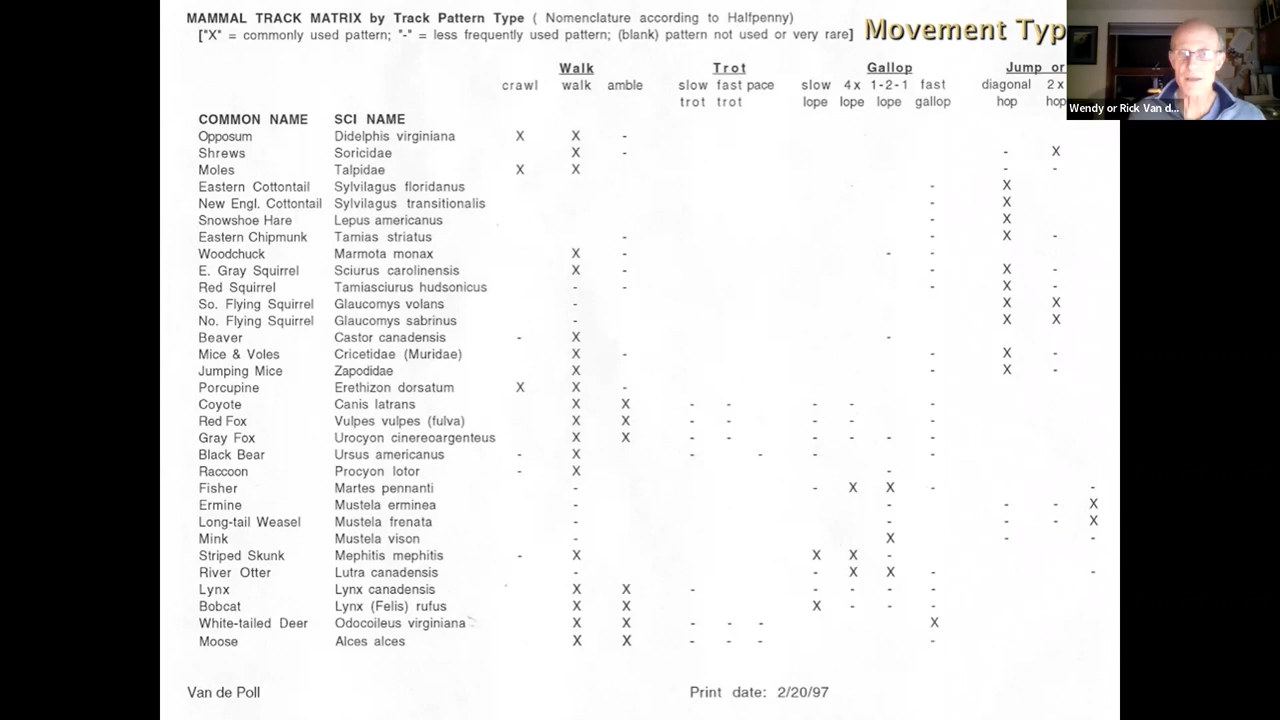 MAMMAL TRACK MATRIX by Track Pattern Type ( Nomenclature according to Halfpenny)
["X" = commonly used pattern; "-" = less frequently used pattern; (blank) pattern not used or very rare]
Movement Typ
Wendy or Rick Van d...
Walk Trot Gallop Jump or
crawl walk amble slow fast pace slow 4x 1-2-1 fast diagonal 2x
trot trot lope lope lope gallop hop hop
COMMON NAME SCI NAME
Opposum Didelphis virginiana X X -
Shrews Soricidae X - - X
Moles Talpidae X X - -
Eastern Cottontail Sylvilagus floridanus - X
New Engl. Cottontail Sylvilagus transitionalis - X
Snowshoe Hare Lepus americanus - X
Eastern Chipmunk Tamias striatus - - X -
Woodchuck Marmota monax X - - -
E. Gray Squirrel Sciurus carolinensis X - - X -
Red Squirrel Tamiasciurus hudsonicus - - - X -
So. Flying Squirrel Glaucomys volans - X X
No. Flying Squirrel Glaucomys sabrinus - X X
Beaver Castor canadensis - X -
Mice & Voles Cricetidae (Muridae) X - - X -
Jumping Mice Zapodidae X - X -
Porcupine Erethizon dorsatum X X -
Coyote Canis latrans X X - - - - -
Red Fox Vulpes vulpes (fulva) X X - - - - -
Gray Fox Urocyon cinereoargenteus X X - - - - - -
Black Bear Ursus americanus - X - - - -
Raccoon Procyon lotor - X -
Fisher Martes pennanti - - X X - -
Ermine Mustela erminea - - - - X
Long-tail Weasel Mustela frenata - - - - X
Mink Mustela vison - X - -
Striped Skunk Mephitis mephitis - X X X -
River Otter Lutra canadensis - - X X - -
Lynx Lynx canadensis X X - - - - -
Bobcat Lynx (Felis) rufus X X X - - -
White-tailed Deer Odocoileus virginiana X X - - - X
Moose Alces alces X X - - - -
Van de Poll Print date: 2/20/97